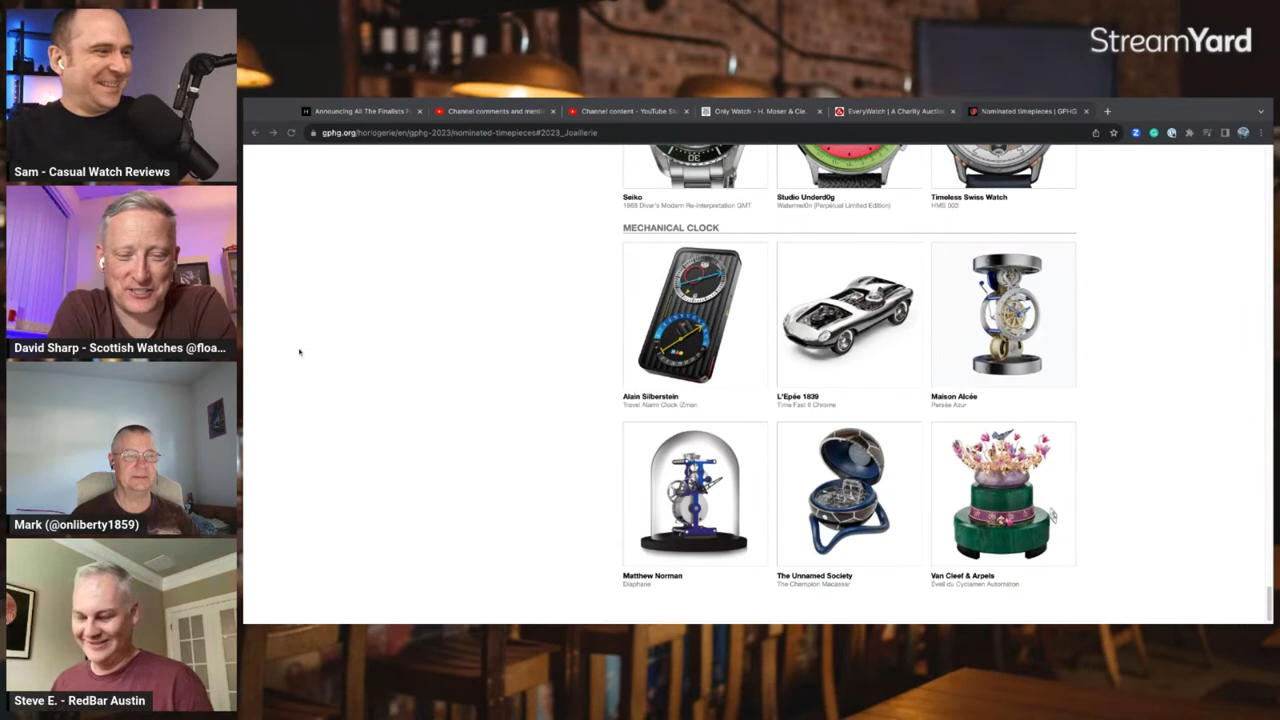 StreamYard
Sam - Casual Watch Reviews
David Sharp - Scottish Watches @floa...
Mark (@onliberty1859)
Steve E. - RedBar Austin
Announcing All The Finalists F
Channel comments and menti
Channel content - YouTube St
Only Watch - H. Moser & Cie.
EveryWatch | A Charity Auctio
Nominated timepieces | GPHG
gphg.org/horlogerie/en/gphg-2023/nominated-timepieces#2023_Joaillerie
Seiko
1968 Diver's Modern Re-interpretation GMT
Studio Underd0g
Watermel0n (Perpétuel Limited Edition)
Timeless Swiss Watch
HMS 003
MECHANICAL CLOCK
Alain Silberstein
Travel Alarm Clock IZman
L'Epée 1839
Time Fast II Chrome
Maison Alcée
Persée Azur
Matthew Norman
Diaphane
The Unnamed Society
The Champion Macassar
Van Cleef & Arpels
Éveil du Cyclamen Automaton